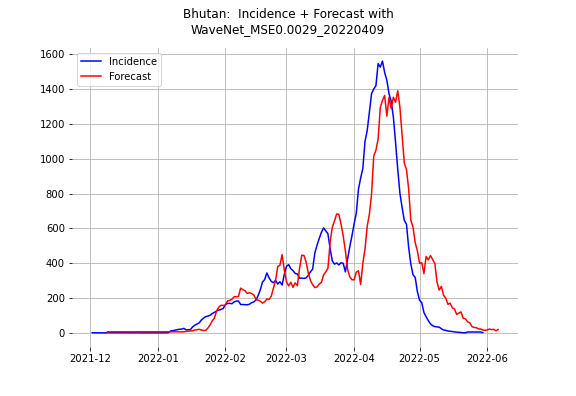 Bhutan:  Incidence + Forecast with
WaveNet_MSE0.0029_20220409
1600
1400
1200
1000
800
600
400
200
0
Incidence
Forecast
2021-12 2022-01 2022-02 2022-03 2022-04 2022-05 2022-06